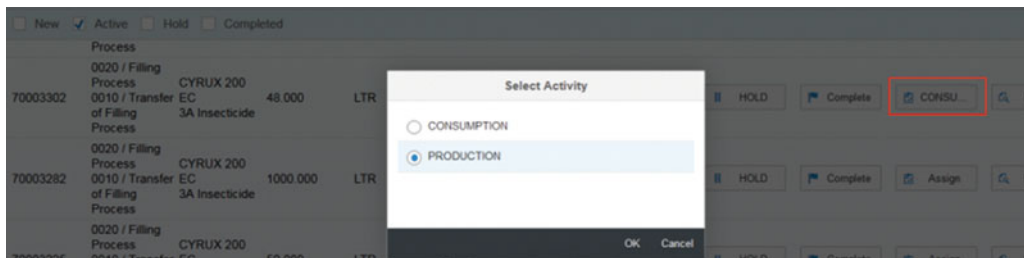 New Active Hold Completed
Process
0020 / Filling
Process CYRUX 200
70003302 0010 / Transfer EC 48.000 LTR HOLD Complete CONSU...
of Filling 3A Insecticide
Process
Select Activity
CONSUMPTION
PRODUCTION
0020 / Filling
Process CYRUX 200
70003282 0010 / Transfer EC 1000.000 LTR HOLD Complete Assign
of Filling 3A Insecticide
Process
OK Cancel
0020 / Filling
Process CYRUX 200